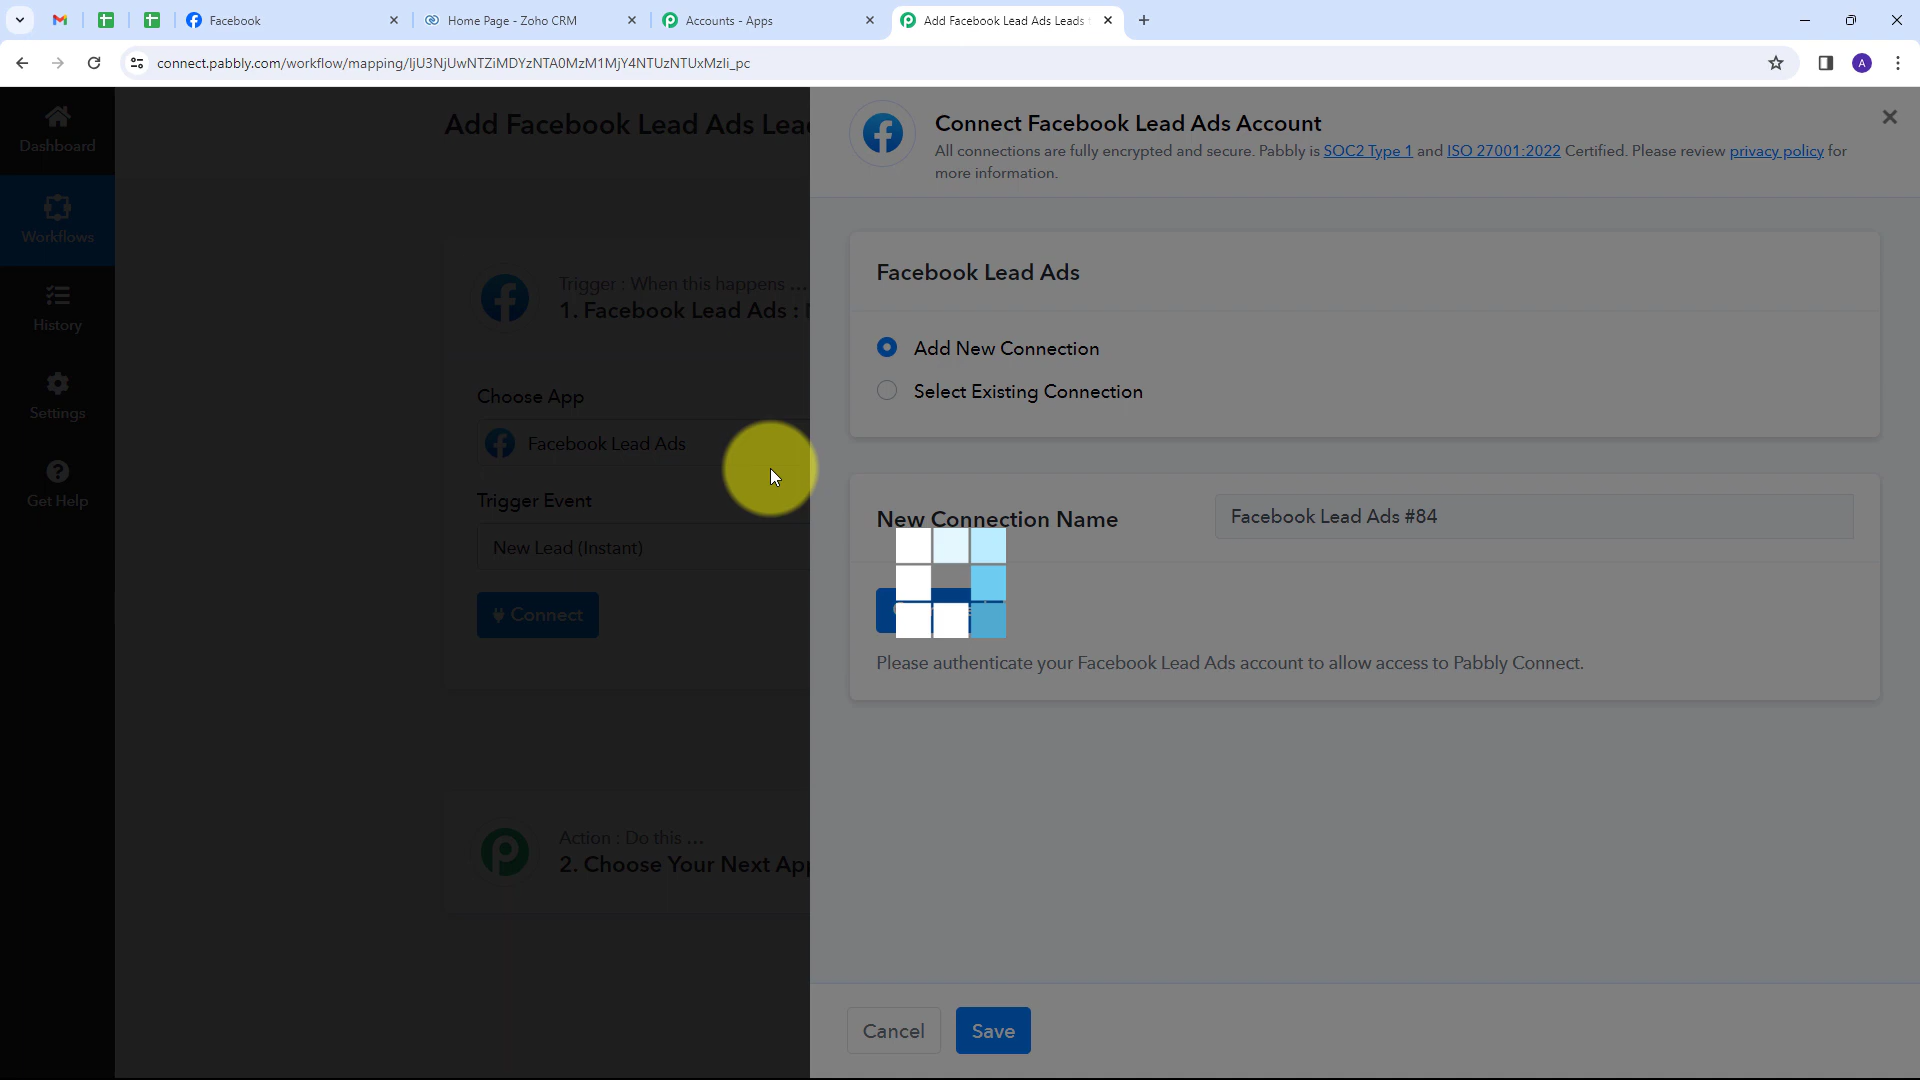 Facebook
Home Page - Zoho CRM
Accounts - Apps
Add Facebook Lead Ads Leads
connect.pabbly.com/workflow/mapping/IjU3NjUwNTZiMDYzNTA0MzM1MjY4NTUzNTUxMzIi_pc
A
Dashboard
Workflows
History
Settings
Get Help
Add Facebook Lead Ads
Trigger : When this happens ...
1. Facebook Lead Ads :
Choose App
Facebook Lead Ads
Trigger Event
New Lead (Instant)
Connect
Action : Do this ...
2. Choose Your Next App
Connect Facebook Lead Ads Account
All connections are fully encrypted and secure. Pabbly is SOC2 Type 1 and ISO 27001:2022 Certified. Please review privacy policy for
more information.
Facebook Lead Ads
Add New Connection
Select Existing Connection
New Connection Name
Facebook Lead Ads #84
Please authenticate your Facebook Lead Ads account to allow access to Pabbly Connect.
Cancel
Save